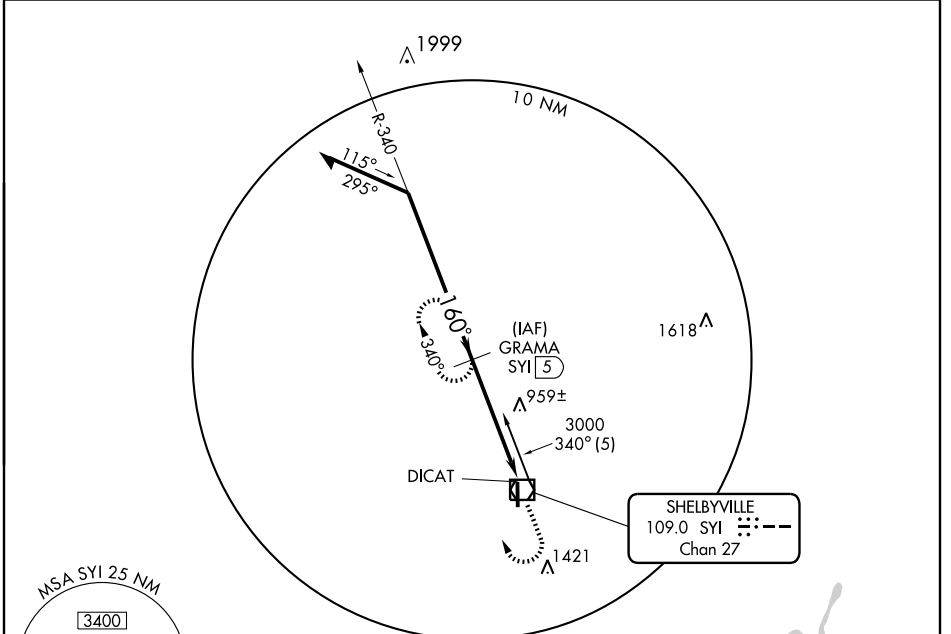 1999
10 NM
R-340
115°
295°
160°
340°
(IAF)
GRAMA
SYI 5
1618
959±
3000
340° (5)
DICAT
SHELBYVILLE
109.0 SYI
Chan 27
1421
MSA SYI 25 NM
3400